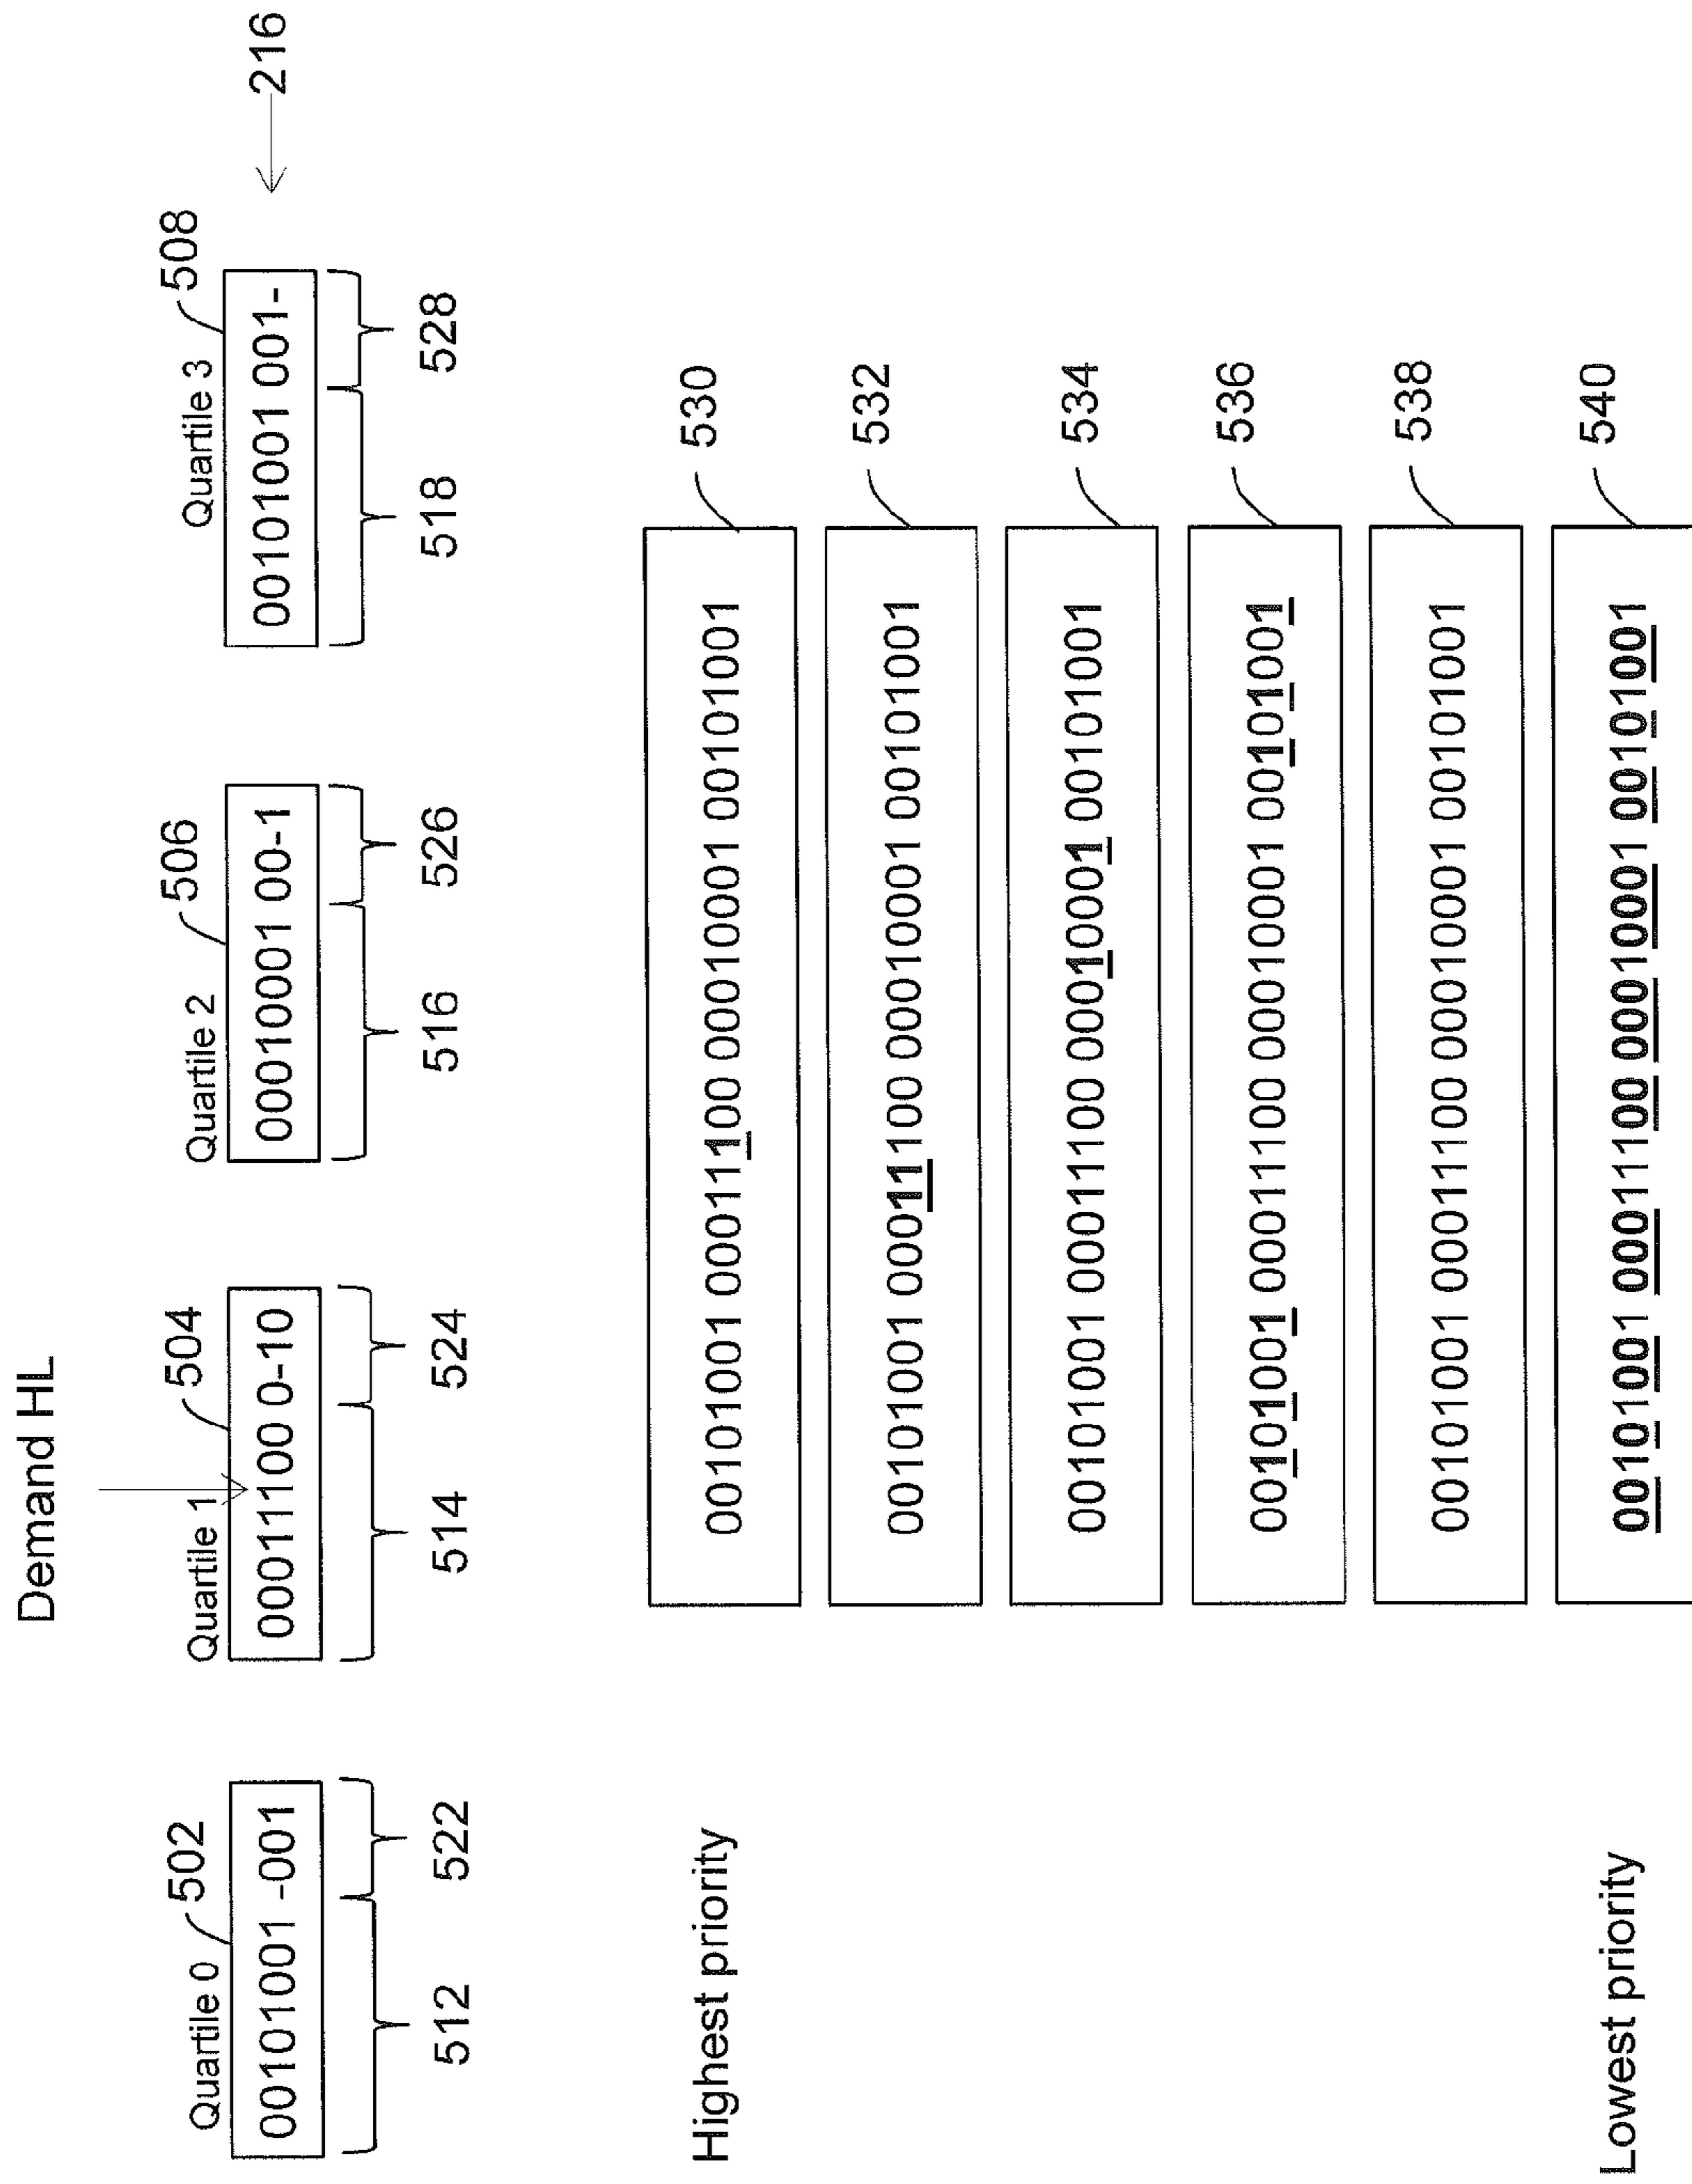 Demand HL
Quartile 0 502 Quartile 1 504 Quartile 2 506 Quartile 3 508
00101001 -001 00011100 0-10 00010001 00-1 00101001 001- 216
512 522 514 524 516 526 518 528
530
Highest priority 00101001 00011100 00010001 00101001
532
00101001 00011100 00010001 00101001
534
00101001 00011100 00010001 00101001
536
00101001 00011100 00010001 00101001
538
00101001 00011100 00010001 00101001
540
Lowest priority 00101001 00011100 00010001 00101001